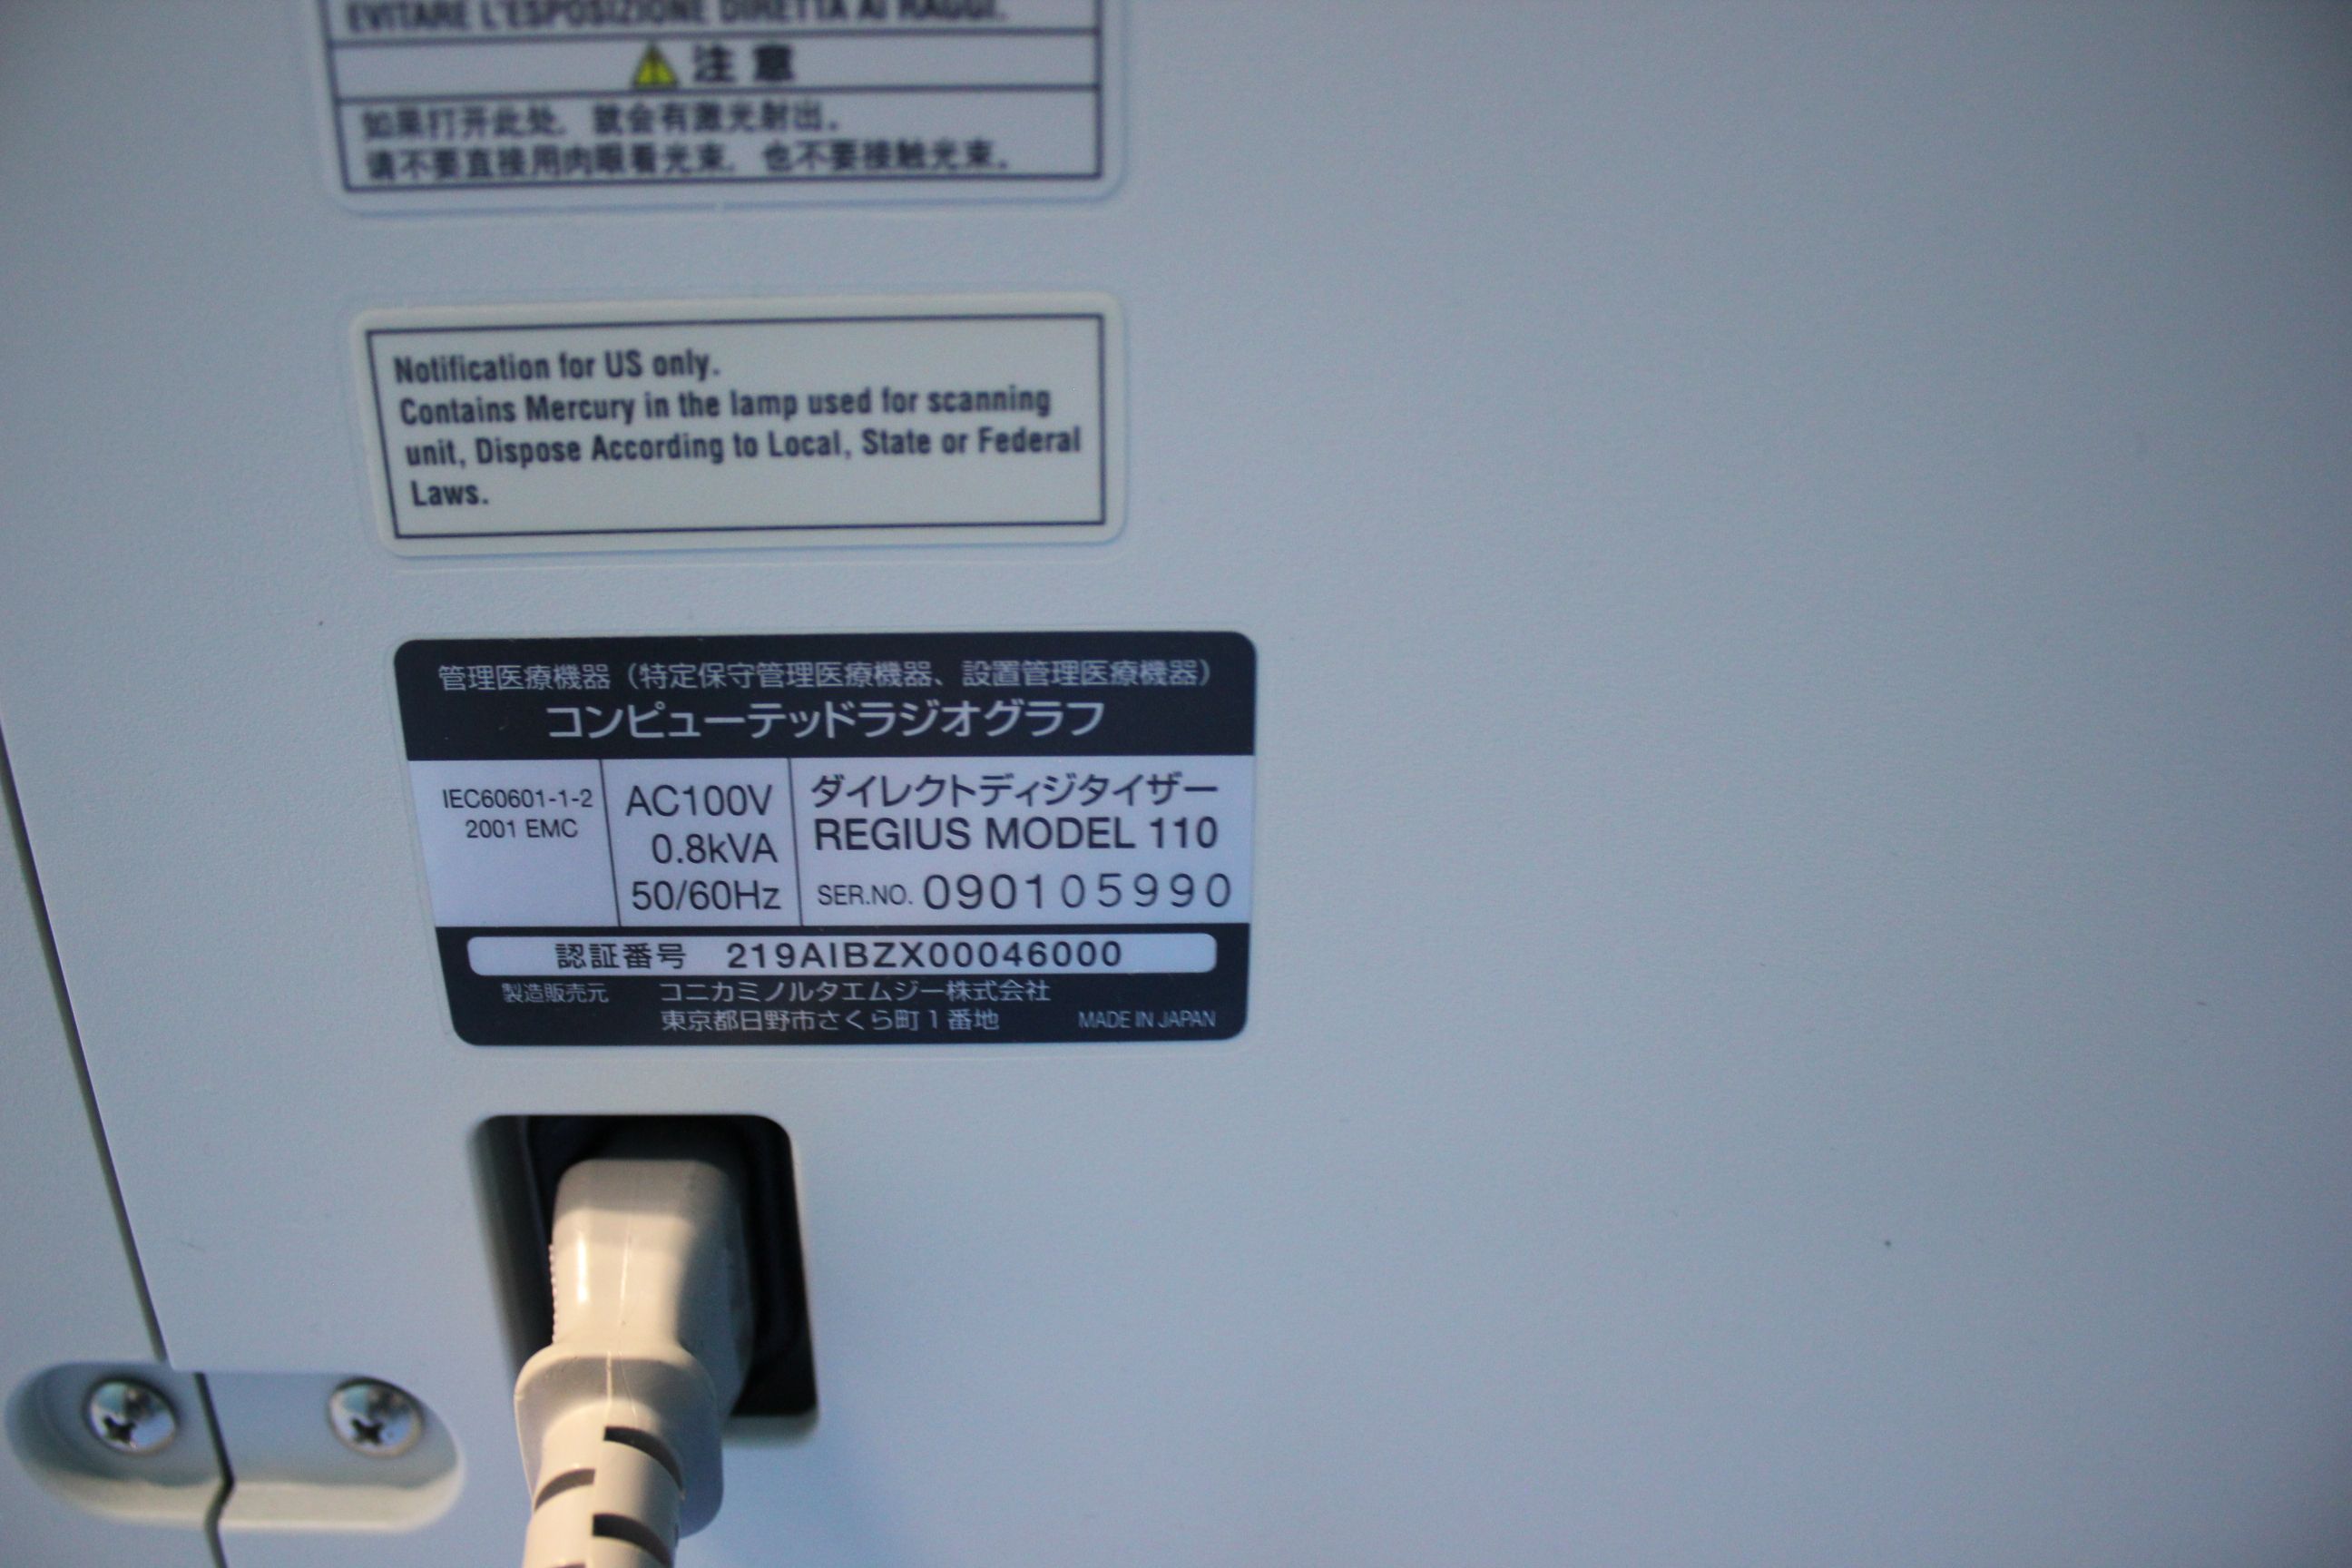 EVITARE L'ESPOSIZIONE DIRETTA AI RAGGI.
注意
如果打开此处, 就会有激光射出。
请不要直接用肉眼看光束, 也不要接触光束。
Notification for US only.
Contains Mercury in the lamp used for scanning
unit, Dispose According to Local, State or Federal
Laws.
管理医療機器（特定保守管理医療機器、設置管理医療機器）
コンピューテッドラジオグラフ
IEC60601-1-2
2001 EMC
AC100V
0.8kVA
50/60Hz
ダイレクトディジタイザー
REGIUS MODEL 110
SER.NO. 090105990
認証番号 219AIBZX00046000
製造販売元 コニカミノルタエムジー株式会社
東京都日野市さくら町1番地 MADE IN JAPAN